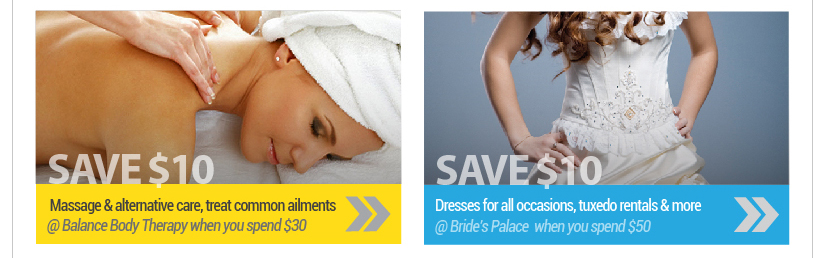 SAVE $10
Massage & alternative care, treat common ailments
@ Balance Body Therapy when you spend $30
SAVE $10
Dresses for all occasions, tuxedo rentals & more
@ Bride's Palace when you spend $50